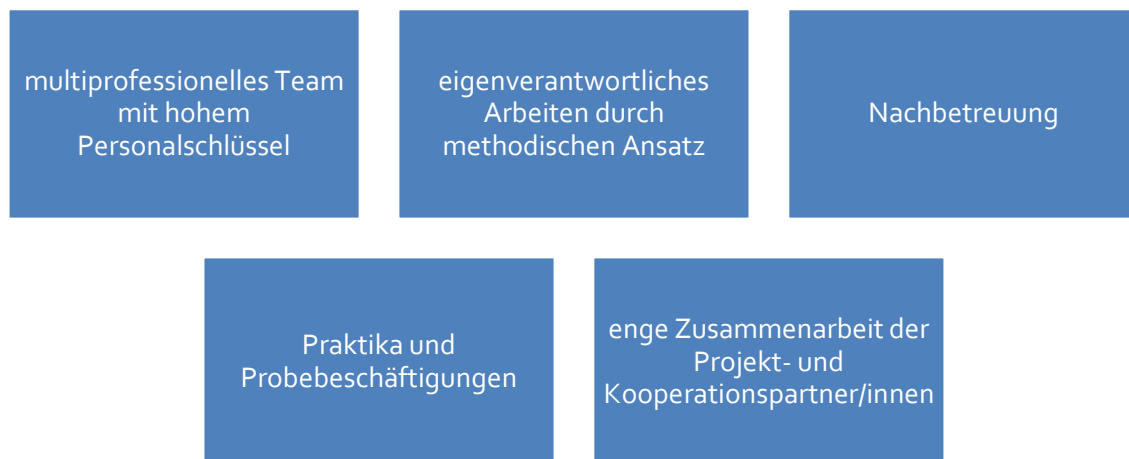 multiprofessionelles Team
mit hohem
Personalschlüssel
eigenverantwortliches
Arbeiten durch
methodischen Ansatz
Nachbetreuung
Praktika und
Probebeschäftigungen
enge Zusammenarbeit der
Projekt- und
Kooperationspartner/innen